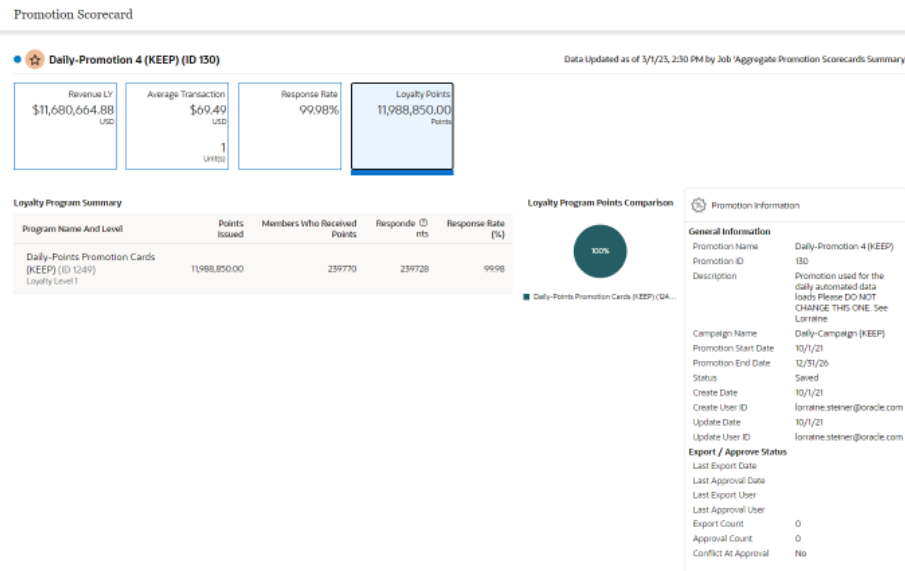 Promotion Scorecard
Daily-Promotion 4 (KEEP) (ID 130)
Data Updated as of 3/1/23, 2:30 PM by Job 'Aggregate Promotion Scorecards Summary
Revenue LY
$11,680,664.88
USD
Average Transaction
$69.49
USD
1
Unit(s)
Response Rate
99.98%
Loyalty Points
11,988,850.00
Points
Loyalty Program Summary
Program Name And Level
Points Issued
Members Who Received Points
Responde nts
Response Rate (%)
Daily-Points Promotion Cards
(KEEP) (ID 1249)
Loyalty Level 1
11,988,850.00
239770
239728
99.98
Loyalty Program Points Comparison
100%
Daily-Points Promotion Cards (KEEP) (124...
Promotion Information
General Information
Promotion Name Daily-Promotion 4 (KEEP)
Promotion ID 130
Description Promotion used for the
daily automated data
loads Please DO NOT
CHANGE THIS ONE. See
Lorraine
Campaign Name Daily-Campaign (KEEP)
Promotion Start Date 10/1/21
Promotion End Date 12/31/26
Status Saved
Create Date 10/1/21
Create User ID lorraine.steiner@oracle.com
Update Date 10/1/21
Update User ID lorraine.steiner@oracle.com
Export / Approve Status
Last Export Date
Last Approval Date
Last Export User
Last Approval User
Export Count 0
Approval Count 0
Conflict At Approval No